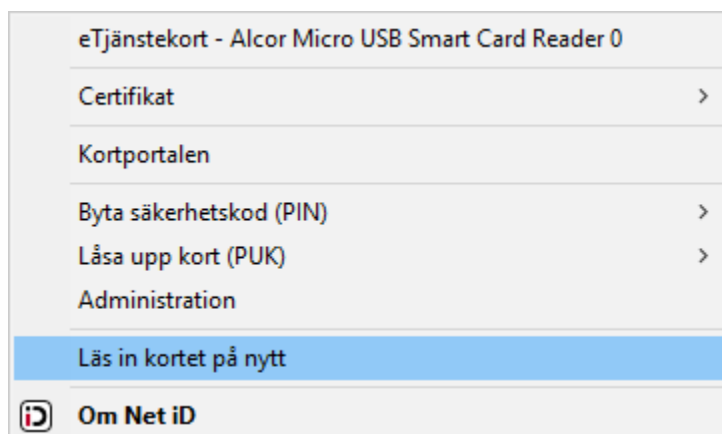 eTjänstekort - Alcor Micro USB Smart Card Reader 0
Certifikat
Kortportalen
Byta säkerhetskod (PIN)
Låsa upp kort (PUK)
Administration
Läs in kortet på nytt
iD Om Net iD